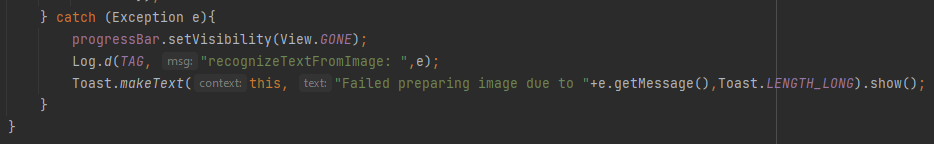 } catch (Exception e){
progressBar.setVisibility(View.GONE);
Log.d(TAG, msg: "recognizeTextFromImage: ",e);
Toast.makeText( context: this, text: "Failed preparing image due to "+e.getMessage(),Toast.LENGTH_LONG).show();
}
}